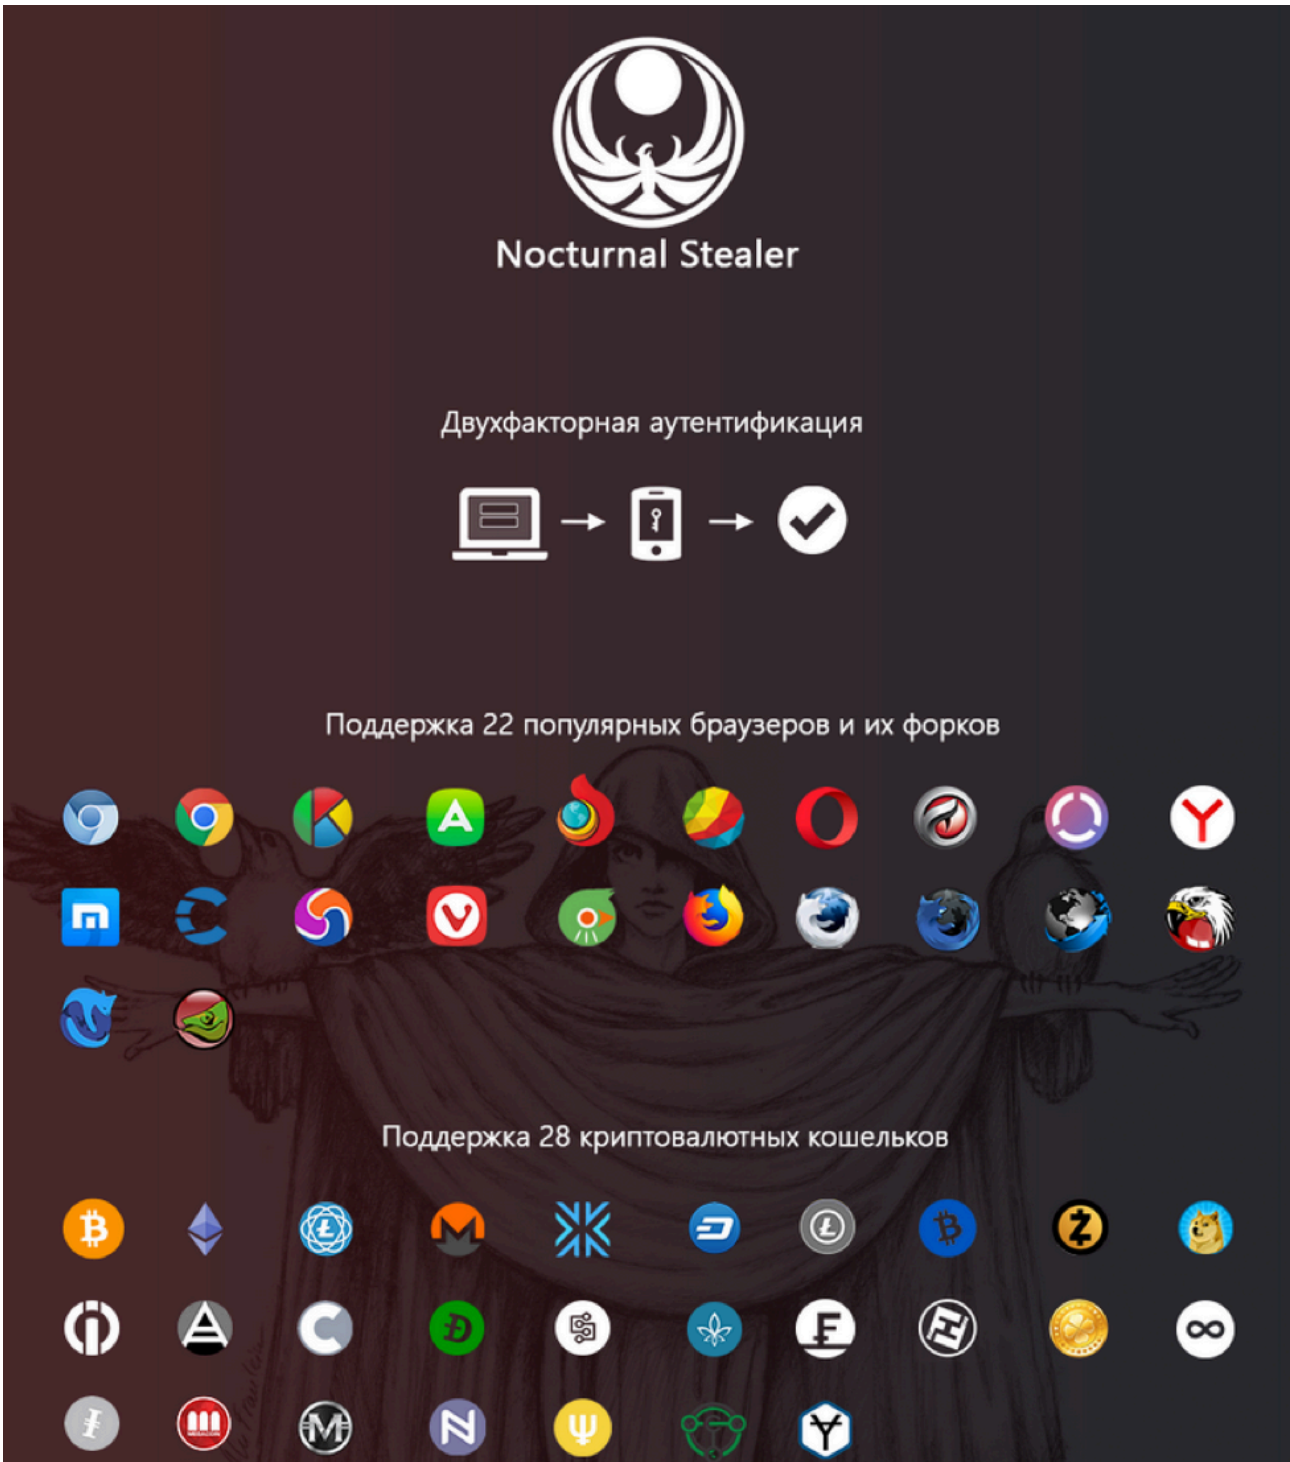 Nocturnal Stealer
Двухфакторная аутентификация
Поддержка 22 популярных браузеров и их форков
Поддержка 28 криптовалютных кошельков